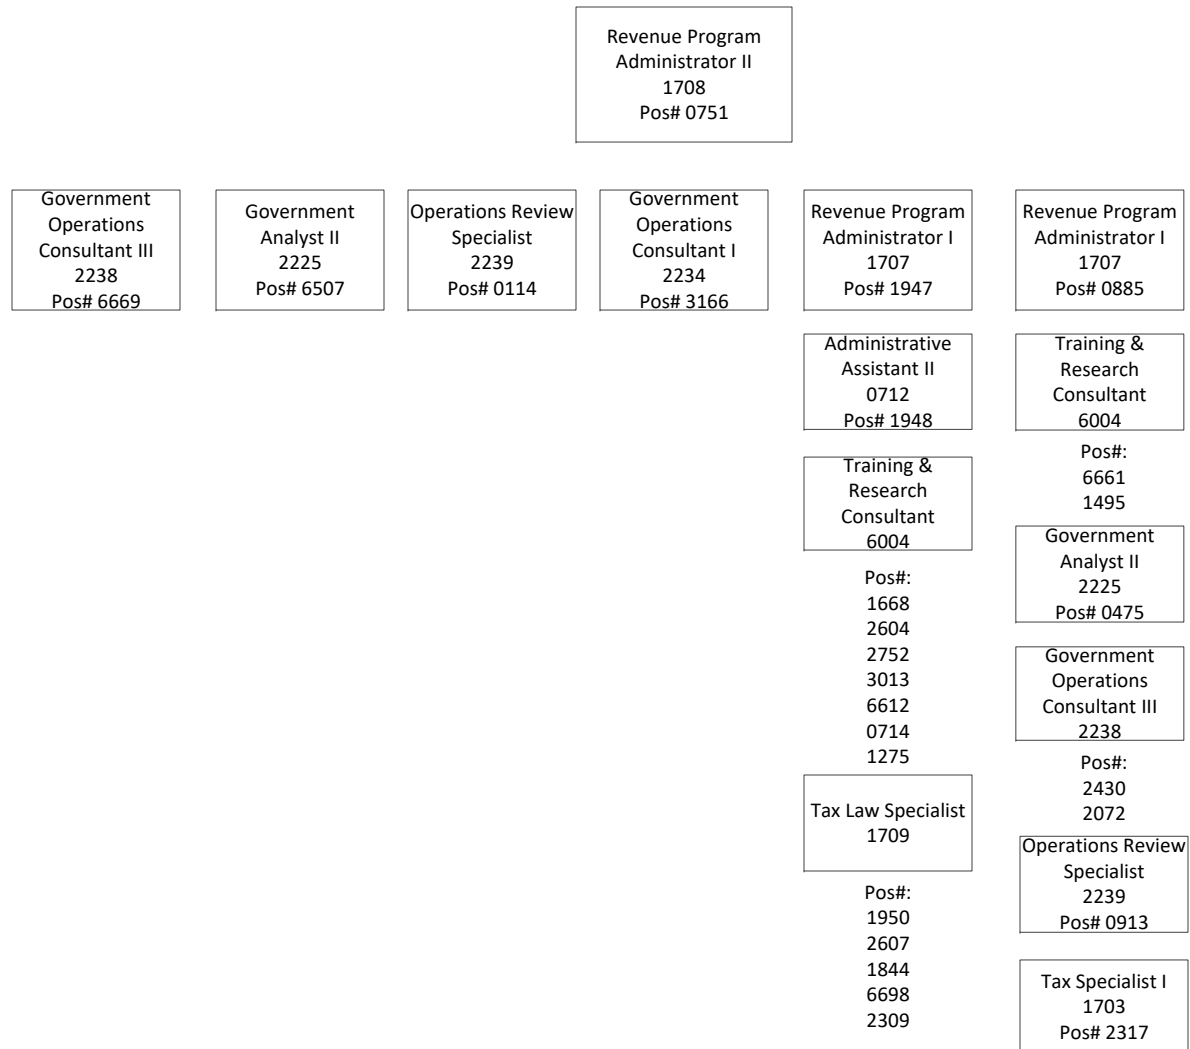 Revenue Program
Administrator II
1708
Pos# 0751
Government
Operations
Consultant III
2238
Pos# 6669
Government
Analyst II
2225
Pos# 6507
Operations Review
Specialist
2239
Pos# 0114
Government
Operations
Consultant I
2234
Pos# 3166
Revenue Program
Administrator I
1707
Pos# 1947
Revenue Program
Administrator I
1707
Pos# 0885
Administrative
Assistant II
0712
Pos# 1948
Training &
Research
Consultant
6004
Pos#:
1668
2604
2752
3013
6612
0714
1275
Tax Law Specialist
1709
Pos#:
1950
2607
1844
6698
2309
Training &
Research
Consultant
6004
Pos#:
6661
1495
Government
Analyst II
2225
Pos# 0475
Government
Operations
Consultant III
2238
Pos#:
2430
2072
Operations Review
Specialist
2239
Pos# 0913
Tax Specialist I
1703
Pos# 2317